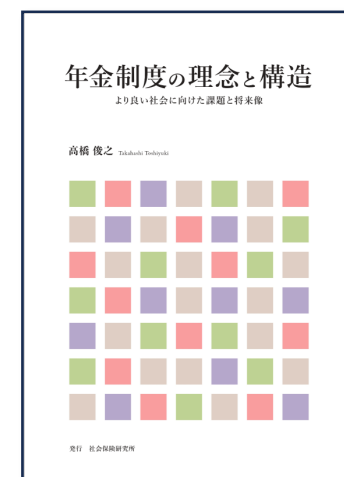 年金制度の理念と構造
より良い社会に向けた課題と将来像
高橋 俊之 Takahashi Toshiyuki
発行 社会保険研究所